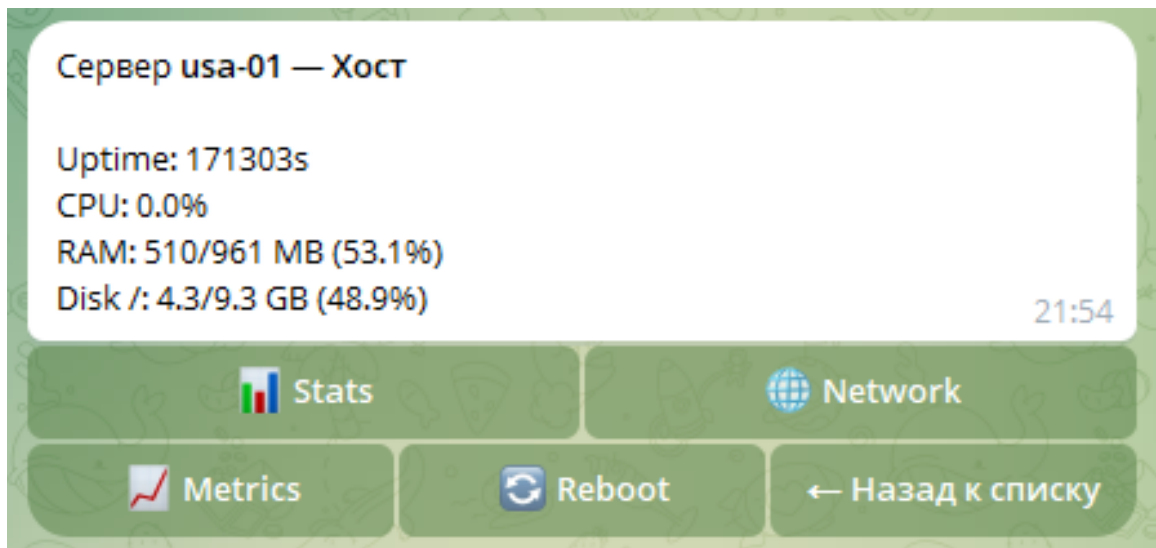 Сервер usa-01 — Хост
Uptime: 171303s
CPU: 0.0%
RAM: 510/961 MB (53.1%)
Disk /: 4.3/9.3 GB (48.9%)
21:54
Stats
Network
Metrics
Reboot
← Назад к списку